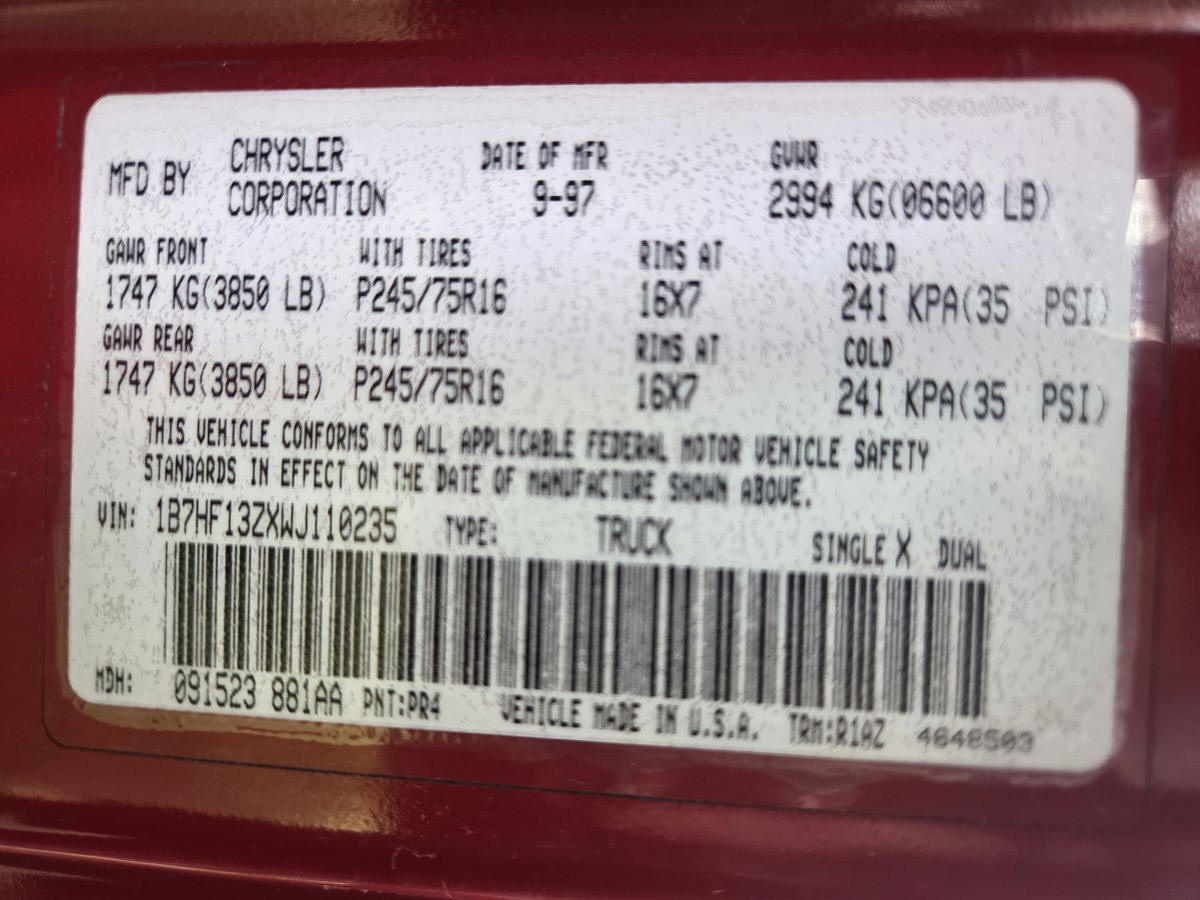 MFD BY CHRYSLER CORPORATION DATE OF MFR 9-97 GVWR 2994 KG(06600 LB)
GAWR FRONT WITH TIRES RIMS AT COLD
1747 KG(3850 LB) P245/75R16 16X7 241 KPA(35 PSI)
GAWR REAR WITH TIRES RIMS AT COLD
1747 KG(3850 LB) P245/75R16 16X7 241 KPA(35 PSI)
THIS VEHICLE CONFORMS TO ALL APPLICABLE FEDERAL MOTOR VEHICLE SAFETY
STANDARDS IN EFFECT ON THE DATE OF MANUFACTURE SHOWN ABOVE.
VIN: 1B7HF13ZXWJ110235 TYPE: TRUCK SINGLE X DUAL
MDH: 091523 881AA PNT:PR4 VEHICLE MADE IN U.S.A. TRM:R1AZ 4648503